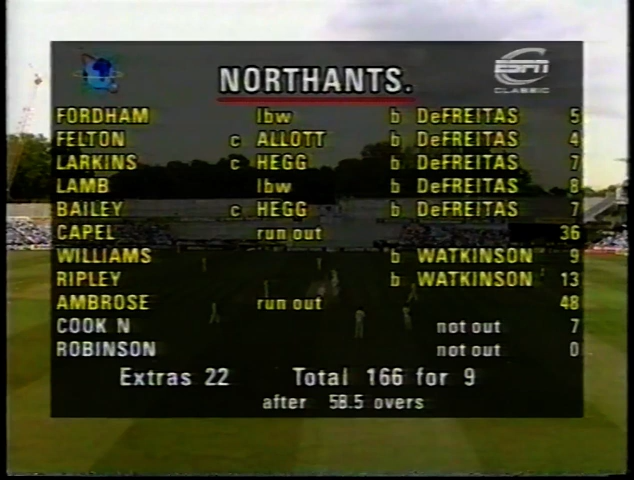 ESPN
CLASSIC
NORTHANTS.
FORDHAM lbw b DeFREITAS 5
FELTON c ALLOTT b DeFREITAS 4
LARKINS c HEGG b DeFREITAS 7
LAMB lbw b DeFREITAS 8
BAILEY c HEGG b DeFREITAS 7
CAPEL run out 36
WILLIAMS b WATKINSON 9
RIPLEY b WATKINSON 13
AMBROSE run out 48
COOK N not out 7
ROBINSON not out 0
Extras 22 Total 166 for 9
after 58.5 overs